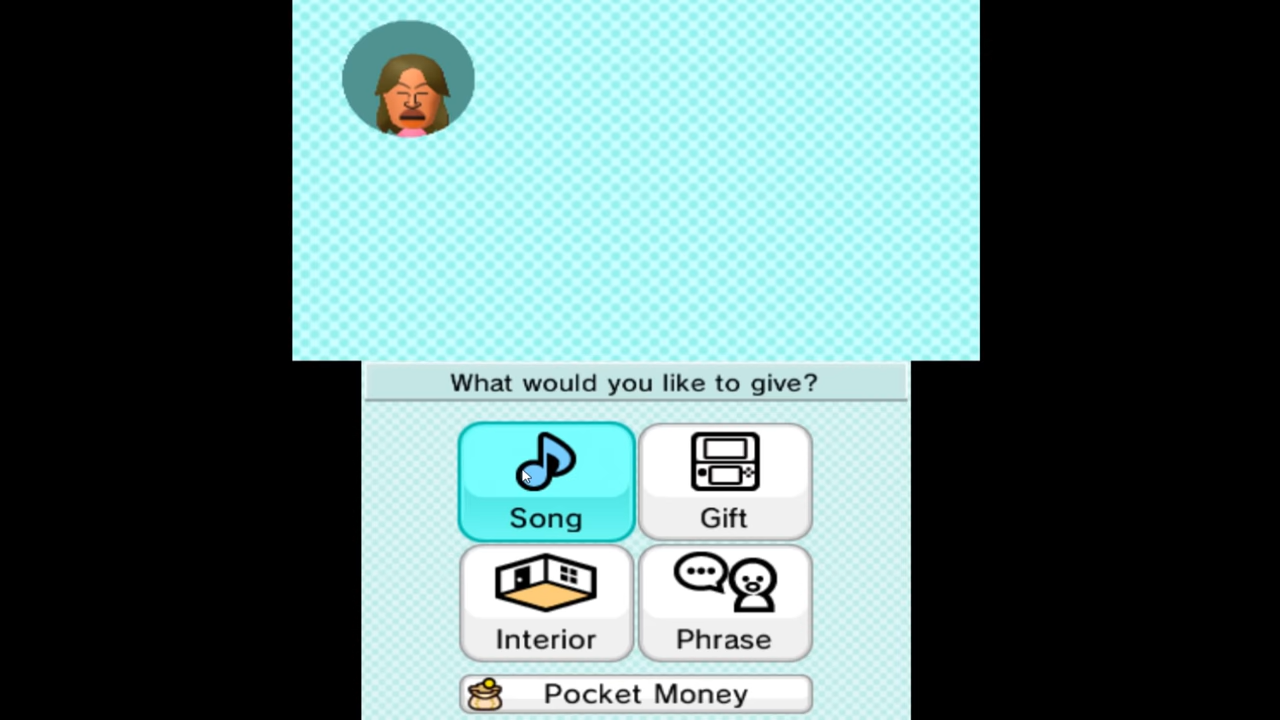 What would you like to give?
Song
Gift
Interior
Phrase
Pocket Money